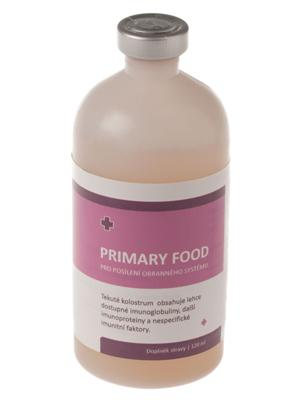 PRIMARY FOOD
PRO POSÍLENÍ OBRANNÉHO SYSTÉMU
Tekuté kolostrum obsahuje lehce
dostupné imunoglobuliny, další
imunoproteiny a nespecifické
imunitní faktory.
Doplněk stravy | 120 ml